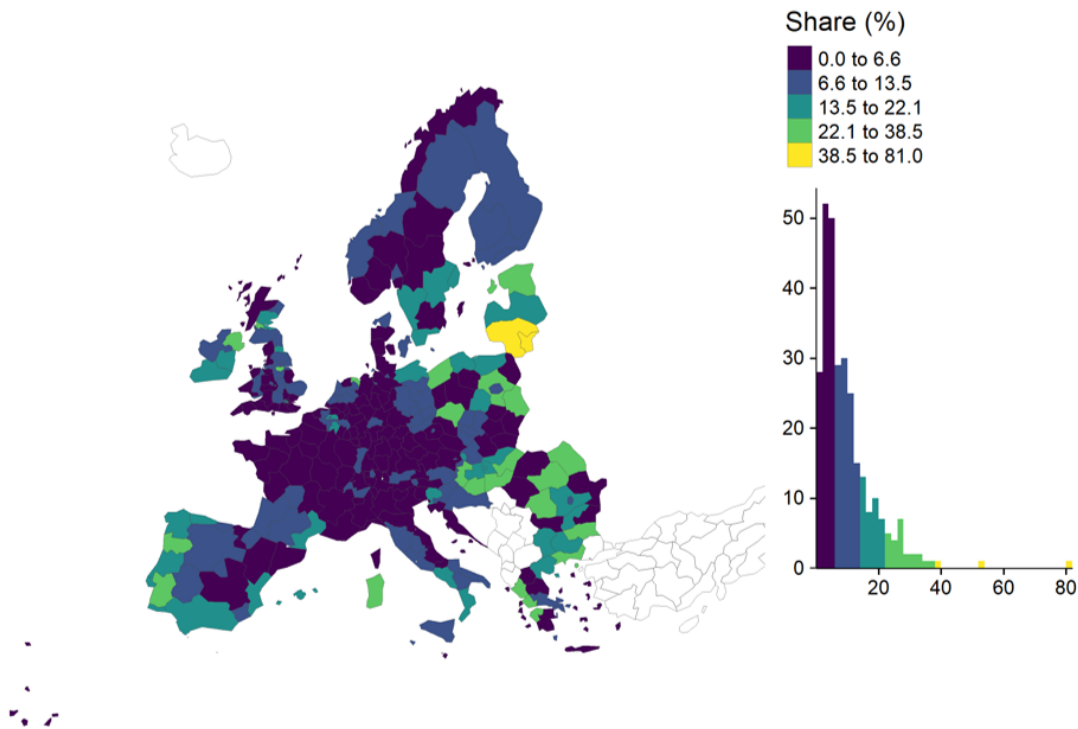 Share (%)
0.0 to 6.6
6.6 to 13.5
13.5 to 22.1
22.1 to 38.5
38.5 to 81.0
50
40
30
20
10
0
20 40 60 80